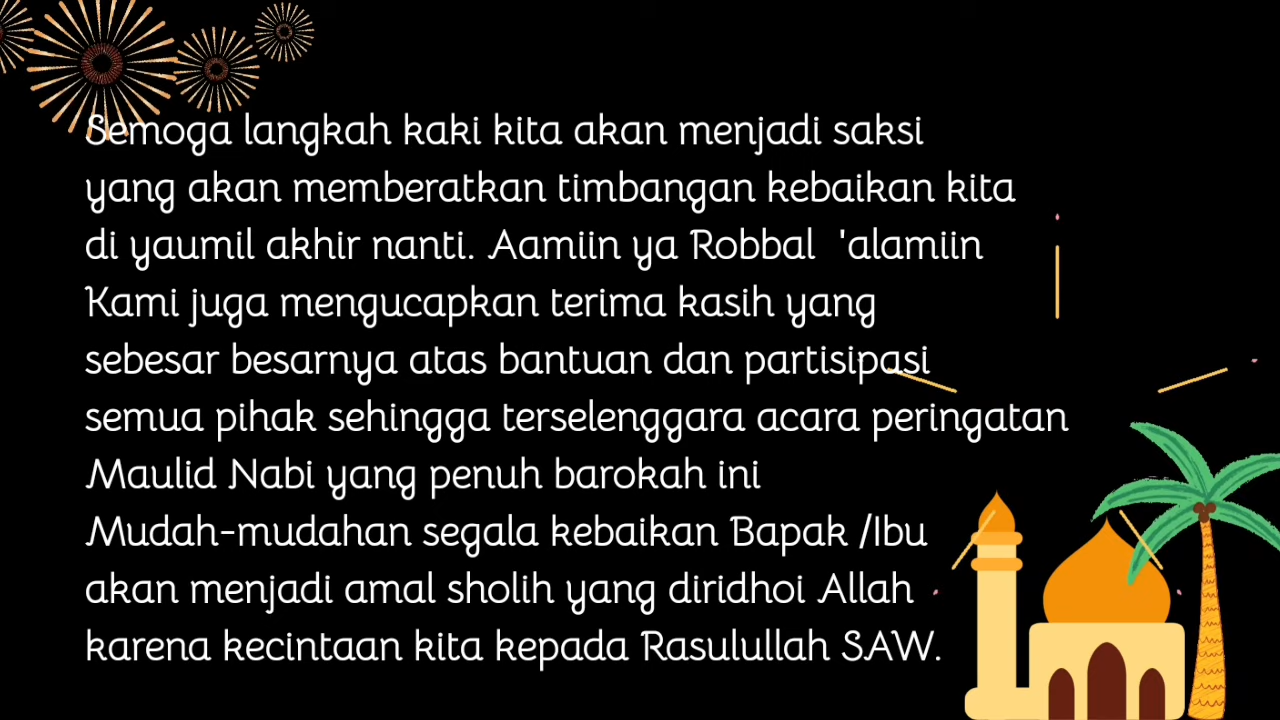 Semoga langkah kaki kita akan menjadi saksi
yang akan memberatkan timbangan kebaikan kita
di yaumil akhir nanti. Aamiin ya Robbal 'alamiin
Kami juga mengucapkan terima kasih yang
sebesar besarnya atas bantuan dan partisipasi
semua pihak sehingga terselenggara acara peringatan
Maulid Nabi yang penuh barokah ini
Mudah-mudahan segala kebaikan Bapak /Ibu
akan menjadi amal sholih yang diridhoi Allah
karena kecintaan kita kepada Rasulullah SAW.